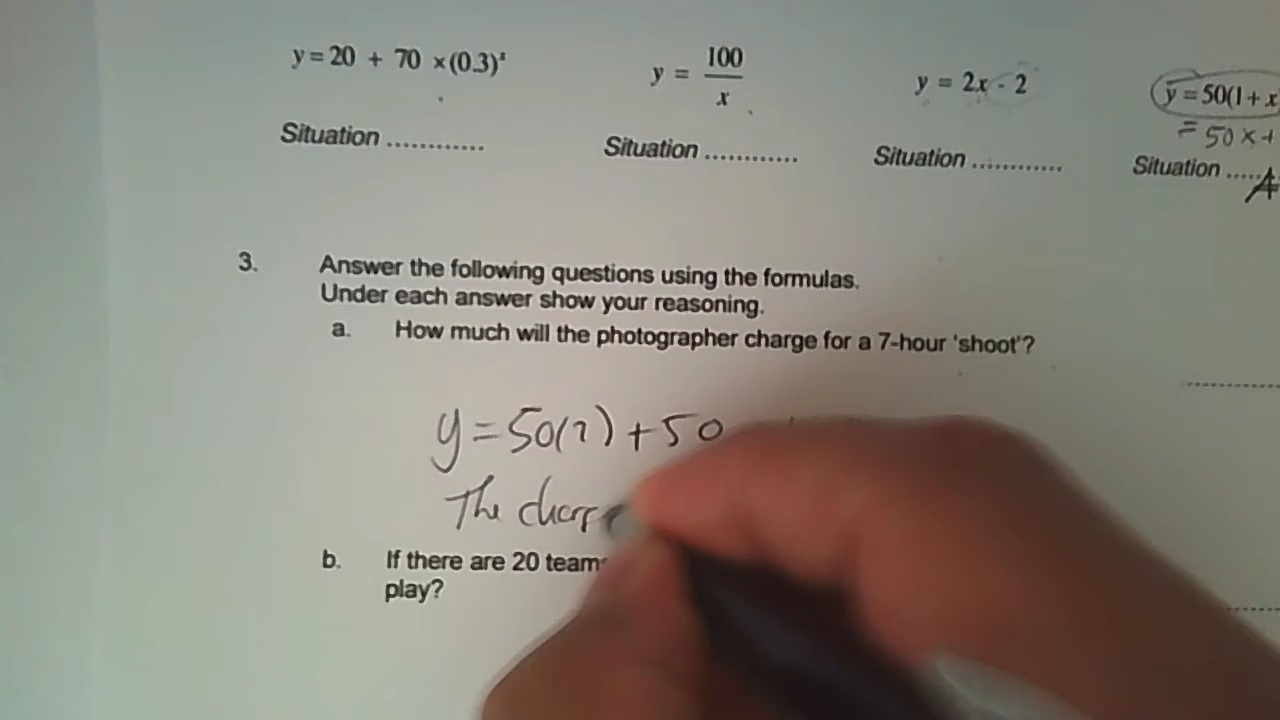 y = 20 + 70 × (0.3)ˣ
y = 100/x
y = 2x - 2
y = 50(1 + x
= 50x +
Situation ............
Situation ............
Situation ............
Situation ..... A
3. Answer the following questions using the formulas.
Under each answer show your reasoning.
a. How much will the photographer charge for a 7-hour 'shoot'?
y = 50(7) + 50
The charge
b. If there are 20 teams
play?